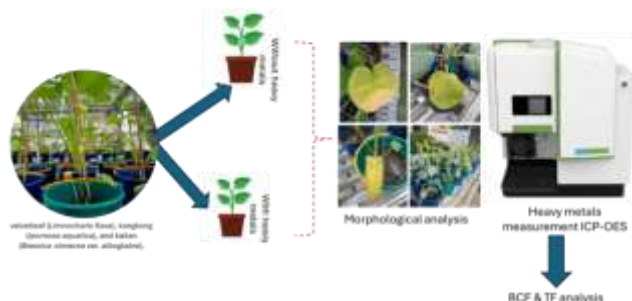 Without heavy
metals
With heavy
metals
velvetleaf (Limnocharis flava), kangkong
(Ipomoea aquatica), and kailan
(Brassica oleracea var. alboglabra),
Morphological analysis
Heavy metals
measurement ICP-OES
BCF & TF analysis